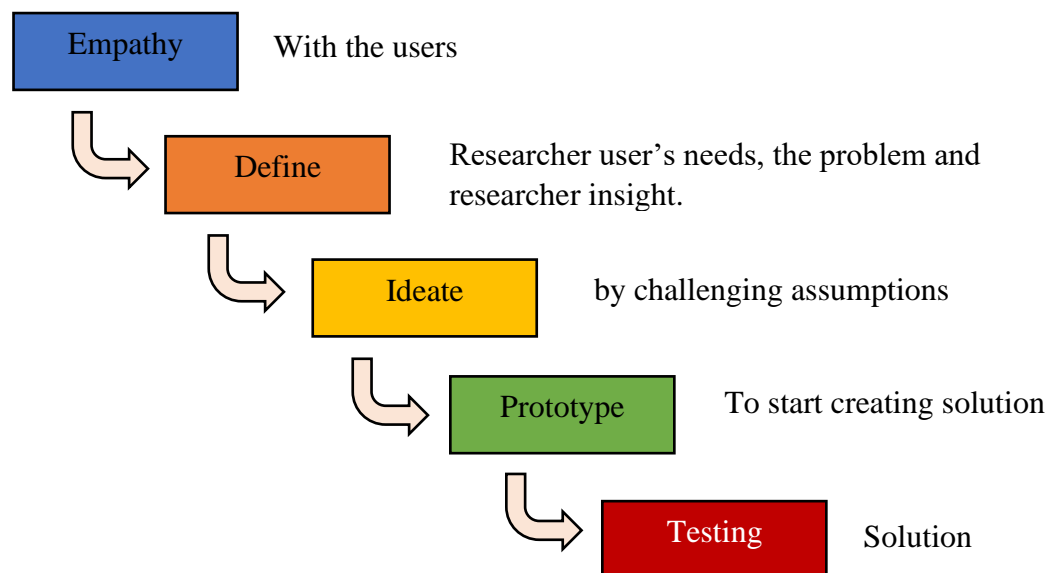 Empathy
With the users
Define
Researcher user's needs, the problem and
researcher insight.
Ideate
by challenging assumptions
Prototype
To start creating solution
Testing
Solution